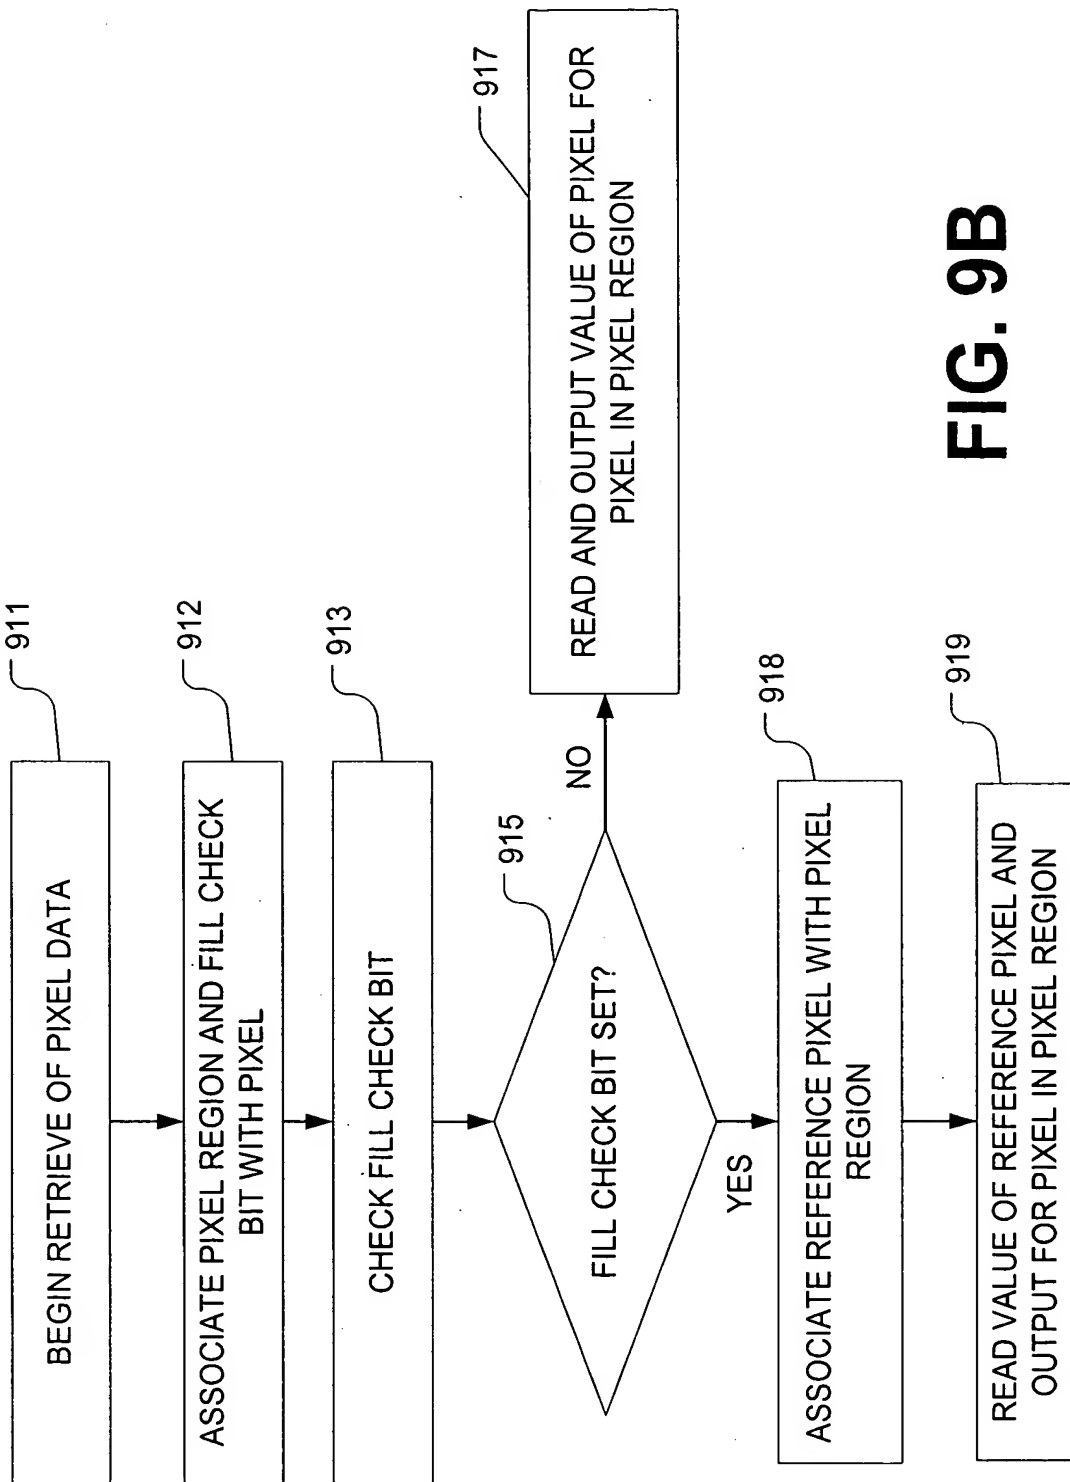 911
BEGIN RETRIEVE OF PIXEL DATA
912
ASSOCIATE PIXEL REGION AND FILL CHECK
BIT WITH PIXEL
913
CHECK FILL CHECK BIT
915
FILL CHECK BIT SET?
NO
917
READ AND OUTPUT VALUE OF PIXEL FOR
PIXEL IN PIXEL REGION
YES
918
ASSOCIATE REFERENCE PIXEL WITH PIXEL
REGION
919
READ VALUE OF REFERENCE PIXEL AND
OUTPUT FOR PIXEL IN PIXEL REGION
FIG. 9B